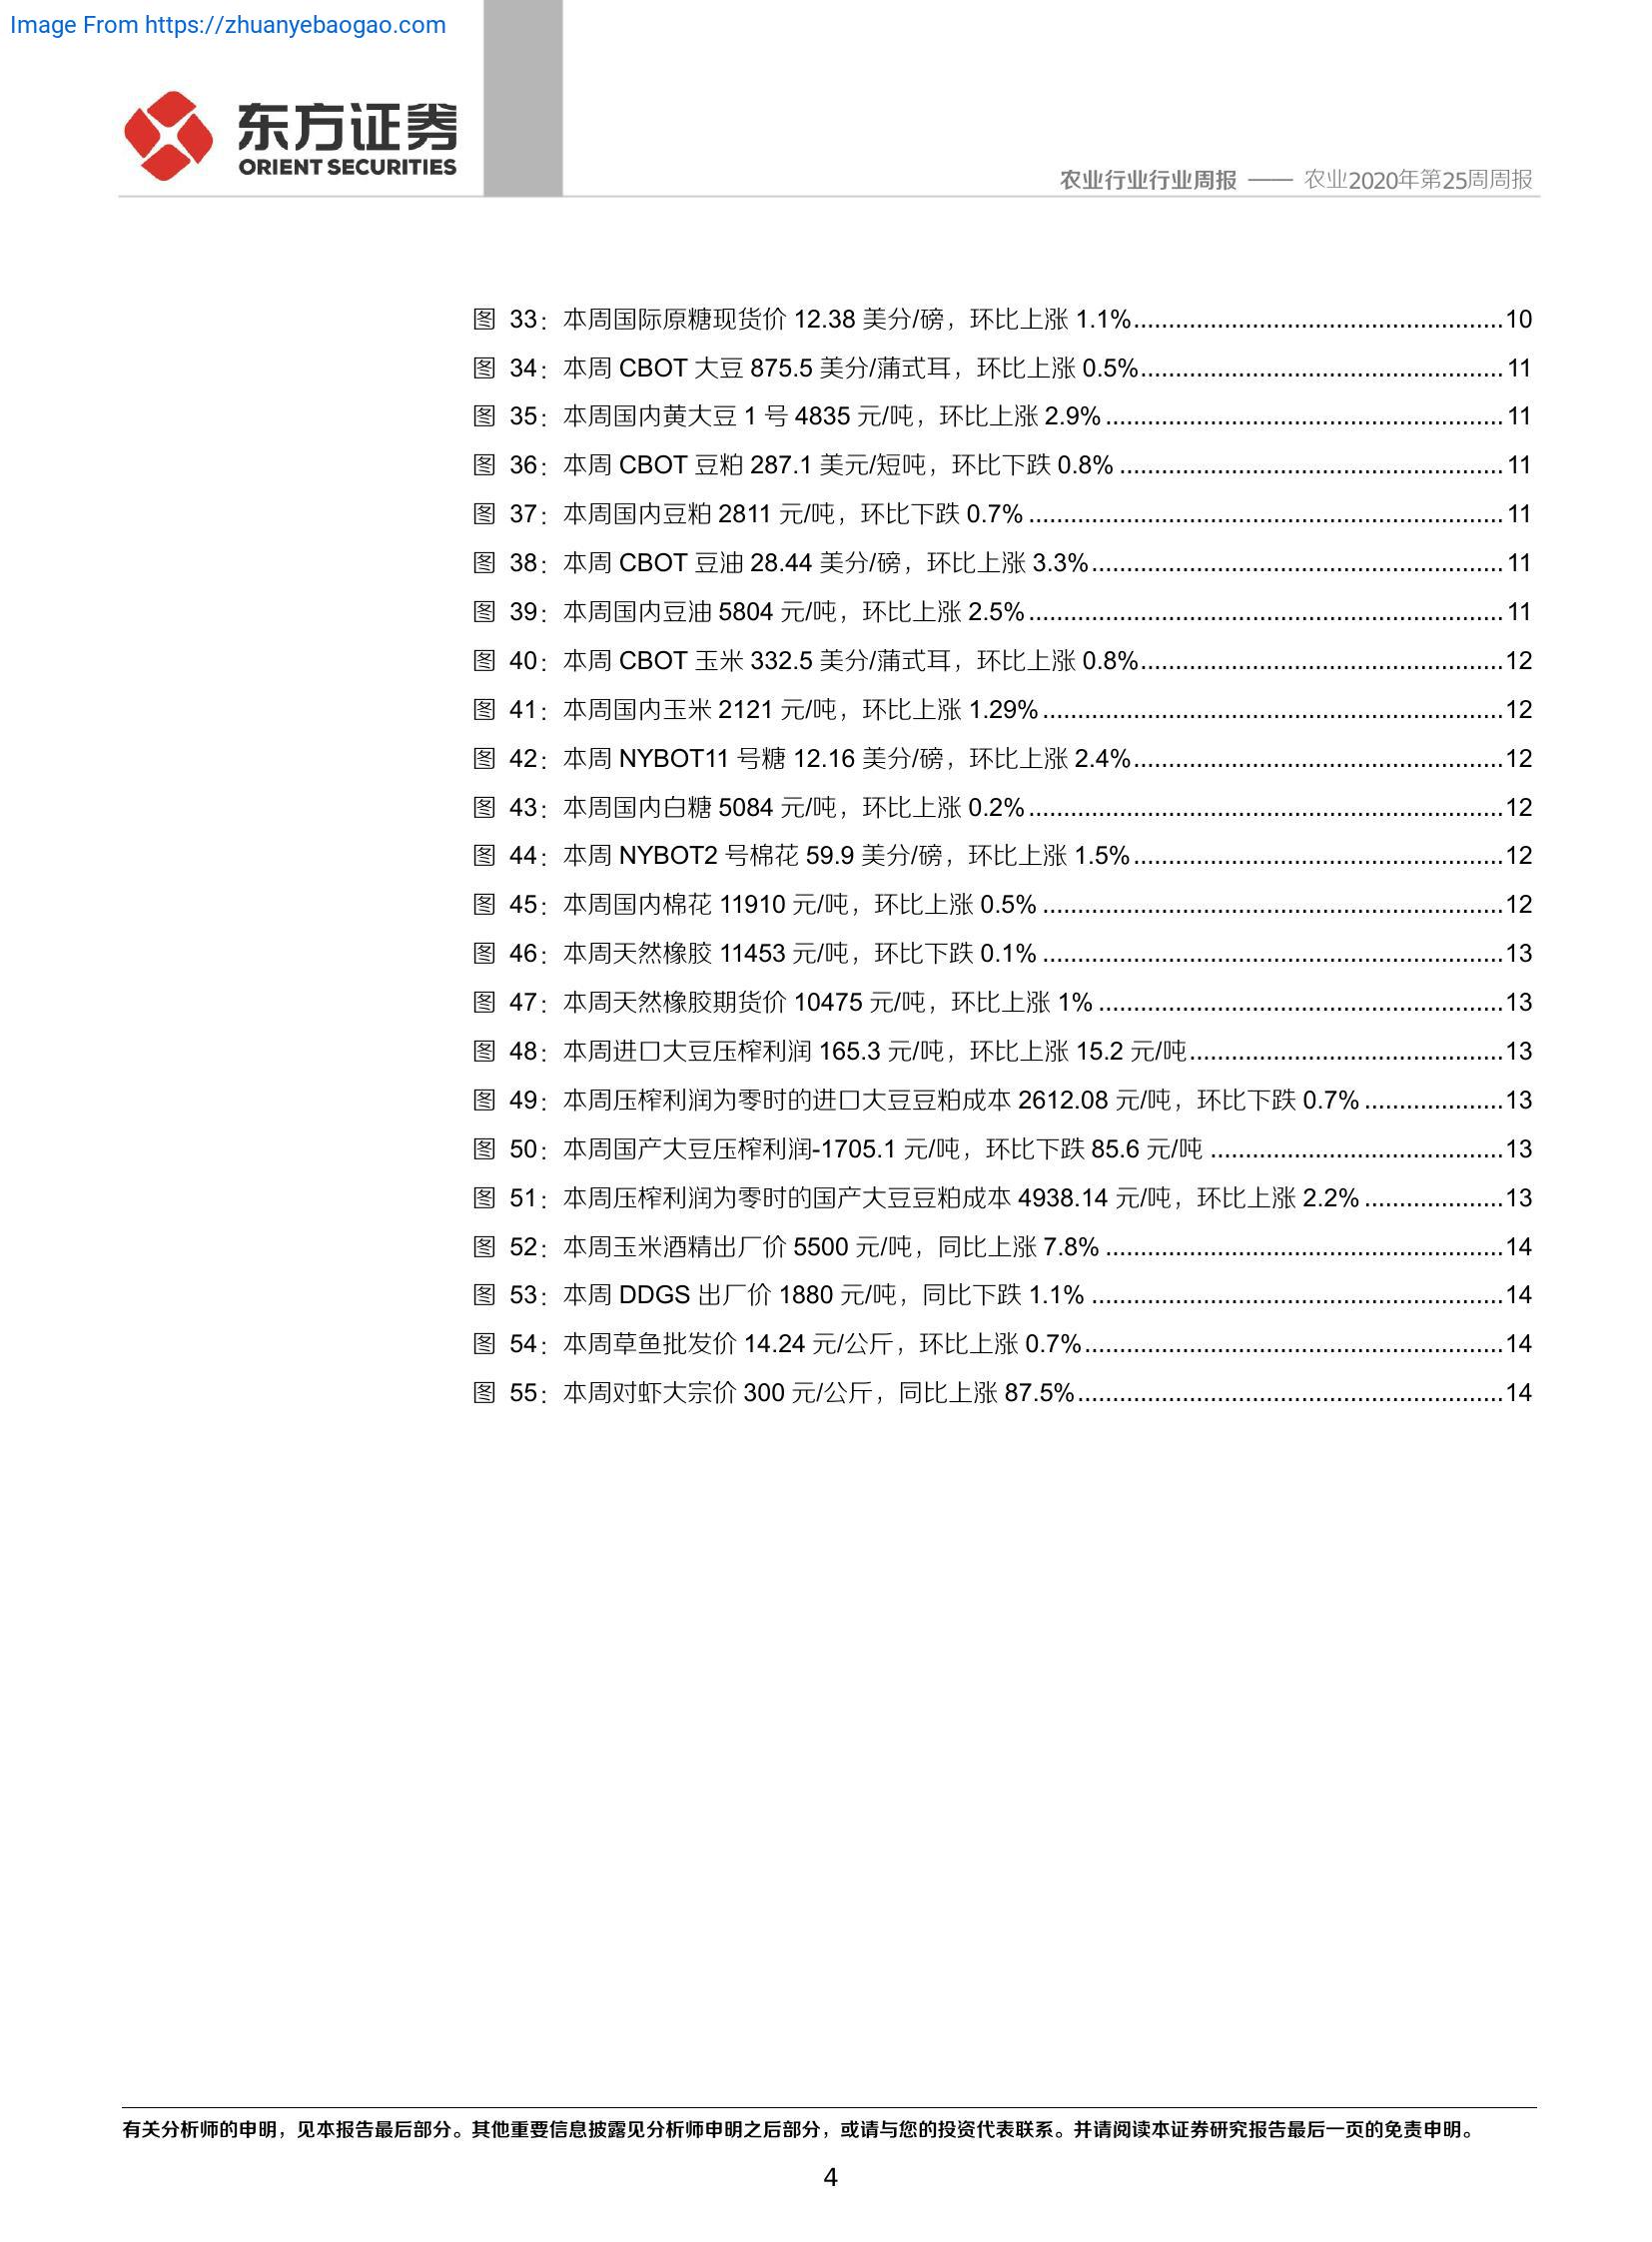 Image From https://zhuanyebaogao.com
东方证券
ORIENT SECURITIES
农业行业行业周报 —— 农业2020年第25周周报
图 33：本周国际原糖现货价 12.38 美分/磅，环比上涨 1.1%.....................................................10
图 34：本周 CBOT 大豆 875.5 美分/蒲式耳，环比上涨 0.5%.................................................... 11
图 35：本周国内黄大豆 1 号 4835 元/吨，环比上涨 2.9% ......................................................... 11
图 36：本周 CBOT 豆粕 287.1 美元/短吨，环比下跌 0.8% ....................................................... 11
图 37：本周国内豆粕 2811 元/吨，环比下跌 0.7% .................................................................... 11
图 38：本周 CBOT 豆油 28.44 美分/磅，环比上涨 3.3%........................................................... 11
图 39：本周国内豆油 5804 元/吨，环比上涨 2.5%.................................................................... 11
图 40：本周 CBOT 玉米 332.5 美分/蒲式耳，环比上涨 0.8%....................................................12
图 41：本周国内玉米 2121 元/吨，环比上涨 1.29%..................................................................12
图 42：本周 NYBOT11 号糖 12.16 美分/磅，环比上涨 2.4%.....................................................12
图 43：本周国内白糖 5084 元/吨，环比上涨 0.2%....................................................................12
图 44：本周 NYBOT2 号棉花 59.9 美分/磅，环比上涨 1.5%.....................................................12
图 45：本周国内棉花 11910 元/吨，环比上涨 0.5% ..................................................................12
图 46：本周天然橡胶 11453 元/吨，环比下跌 0.1% ..................................................................13
图 47：本周天然橡胶期货价 10475 元/吨，环比上涨 1% ..........................................................13
图 48：本周进口大豆压榨利润 165.3 元/吨，环比上涨 15.2 元/吨.............................................13
图 49：本周压榨利润为零时的进口大豆豆粕成本 2612.08 元/吨，环比下跌 0.7% ....................13
图 50：本周国产大豆压榨利润-1705.1 元/吨，环比下跌 85.6 元/吨 ..........................................13
图 51：本周压榨利润为零时的国产大豆豆粕成本 4938.14 元/吨，环比上涨 2.2% ....................13
图 52：本周玉米酒精出厂价 5500 元/吨，同比上涨 7.8% .........................................................14
图 53：本周 DDGS 出厂价 1880 元/吨，同比下跌 1.1% ...........................................................14
图 54：本周草鱼批发价 14.24 元/公斤，环比上涨 0.7%............................................................14
图 55：本周对虾大宗价 300 元/公斤，同比上涨 87.5%.............................................................14
有关分析师的申明，见本报告最后部分。其他重要信息披露见分析师申明之后部分，或请与您的投资代表联系。并请阅读本证券研究报告最后一页的免责申明。
4